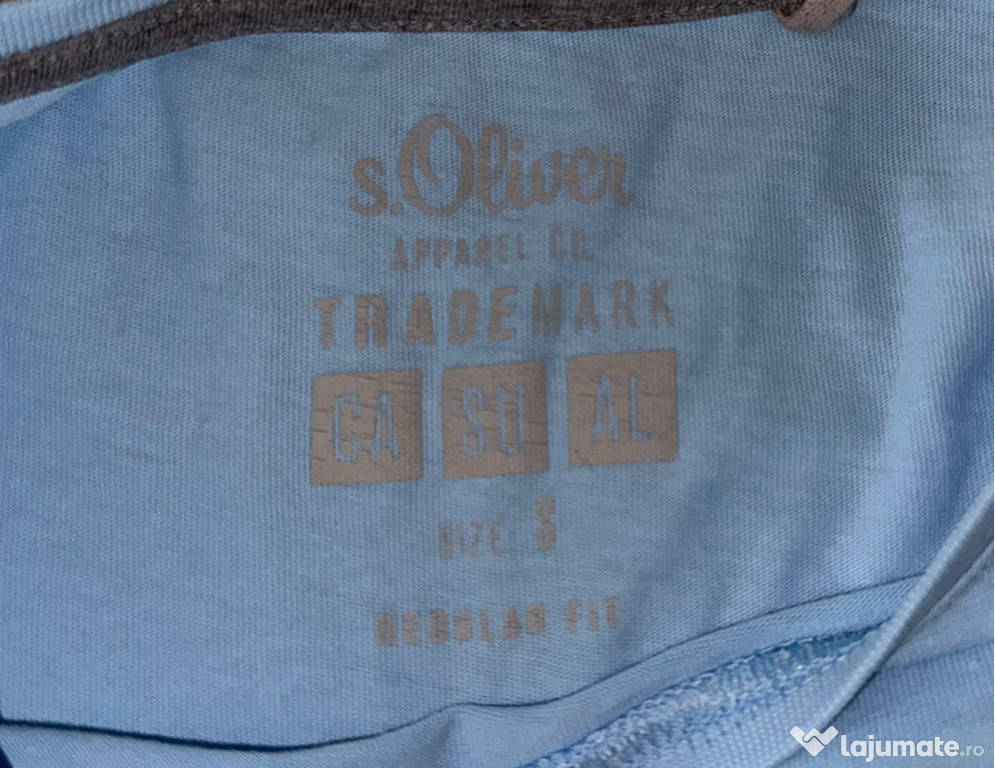 s.Oliver
APPAREL CO.
TRADEMARK
CA SU AL
SIZE S
REGULAR FIT
lajumate.ro